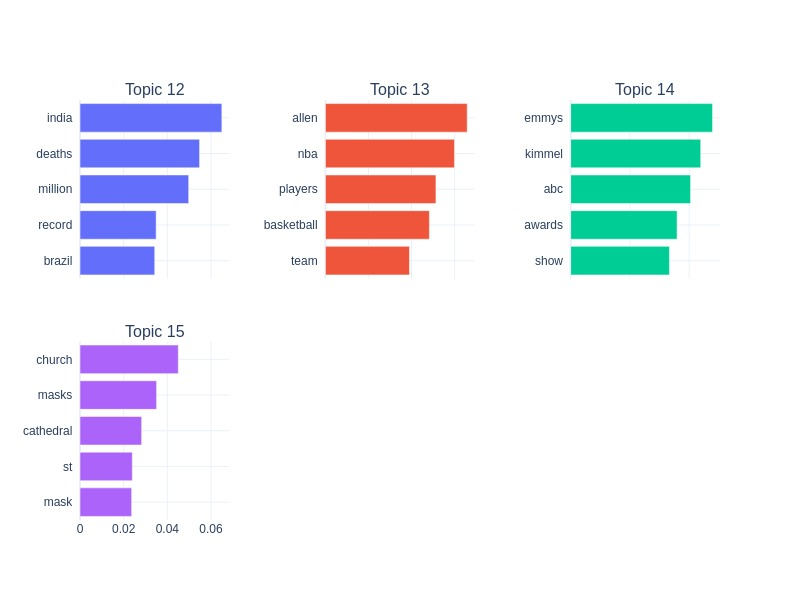 Topic 12
Topic 13
Topic 14
india
deaths
million
record
brazil
allen
nba
players
basketball
team
emmys
kimmel
abc
awards
show
Topic 15
church
masks
cathedral
st
mask
0
0.02
0.04
0.06